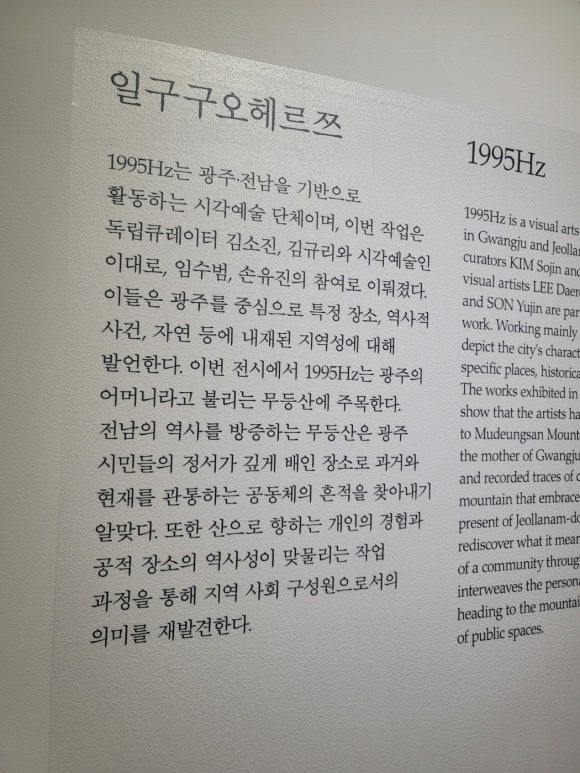 일구구오헤르쯔
1995Hz는 광주·전남을 기반으로
활동하는 시각예술 단체이며, 이번 작업은
독립큐레이터 김소진, 김규리와 시각예술인
이대로, 임수범, 손유진의 참여로 이뤄졌다.
이들은 광주를 중심으로 특정 장소, 역사적
사건, 자연 등에 내재된 지역성에 대해
발언한다. 이번 전시에서 1995Hz는 광주의
어머니라고 불리는 무등산에 주목한다.
전남의 역사를 방증하는 무등산은 광주
시민들의 정서가 깊게 배인 장소로 과거와
현재를 관통하는 공동체의 흔적을 찾아내기
알맞다. 또한 산으로 향하는 개인의 경험과
공적 장소의 역사성이 맞물리는 작업
과정을 통해 지역 사회 구성원으로서의
의미를 재발견한다.
1995Hz
1995Hz is a visual arts
in Gwangju and
curators KIM Sojin and
visual artists LEE
and SON Yujin are
work. Working mainly
depict the city's
specific places,
The works exhibited in
show that the artists
to Mudeungsan
the mother of
and recorded traces of
mountain that
present of
rediscover what it
of a community
interweaves the
heading to the
of public spaces.